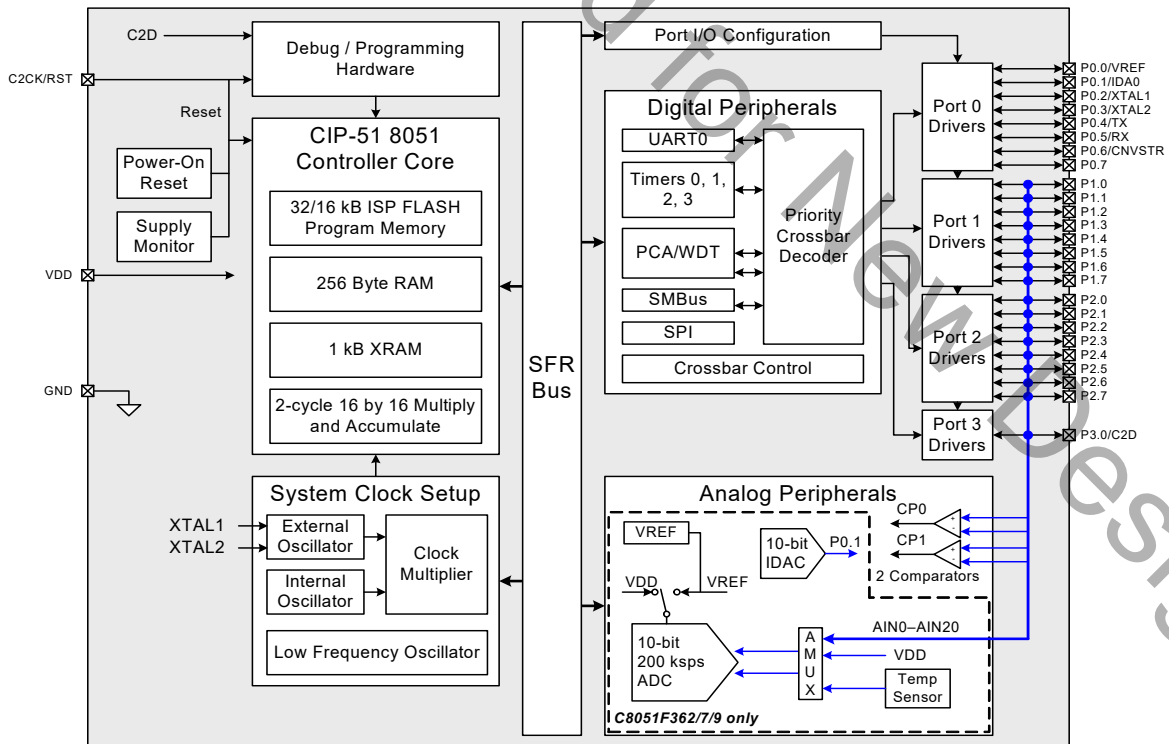 C2D
C2CK/RST
Reset
Debug / Programming
Hardware
Power-On
Reset
Supply
Monitor
VDD
GND
CIP-51 8051
Controller Core
32/16 kB ISP FLASH
Program Memory
256 Byte RAM
1 kB XRAM
2-cycle 16 by 16 Multiply
and Accumulate
System Clock Setup
XTAL1
XTAL2
External
Oscillator
Internal
Oscillator
Clock
Multiplier
Low Frequency Oscillator
SFR
Bus
Port I/O Configuration
Digital Peripherals
UART0
Timers 0, 1,
2, 3
PCA/WDT
SMBus
SPI
Priority
Crossbar
Decoder
Crossbar Control
Port 0
Drivers
Port 1
Drivers
Port 2
Drivers
Port 3
Drivers
P0.0/VREF
P0.1/IDA0
P0.2/XTAL1
P0.3/XTAL2
P0.4/TX
P0.5/RX
P0.6/CNVSTR
P0.7
P1.0
P1.1
P1.2
P1.3
P1.4
P1.5
P1.6
P1.7
P2.0
P2.1
P2.2
P2.3
P2.4
P2.5
P2.6
P2.7
P3.0/C2D
Analog Peripherals
VREF
VDD
VREF
10-bit
IDAC
P0.1
CP0
+
-
CP1
+
-
2 Comparators
10-bit
200 ksps
ADC
A
M
U
X
AIN0–AIN20
VDD
Temp
Sensor
C8051F362/7/9 only
for New Des